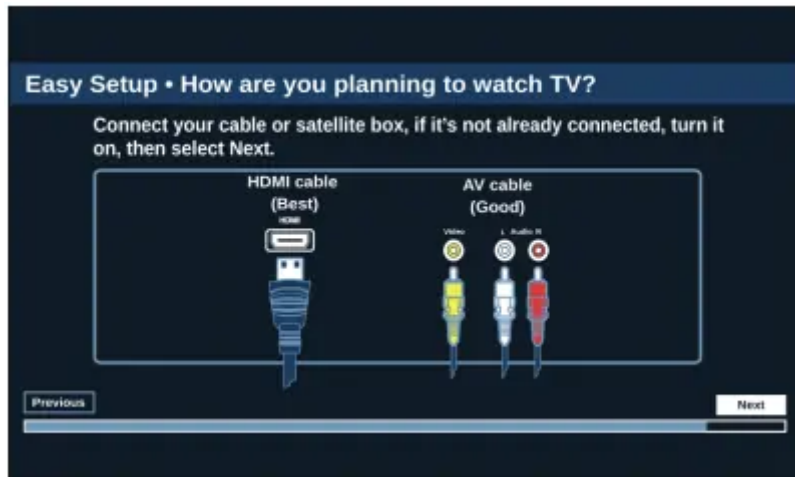 Easy Setup • How are you planning to watch TV?
Connect your cable or satellite box, if it's not already connected, turn it
on, then select Next.
HDMI cable
(Best)
HDMI
AV cable
(Good)
Video L Audio R
Previous
Next